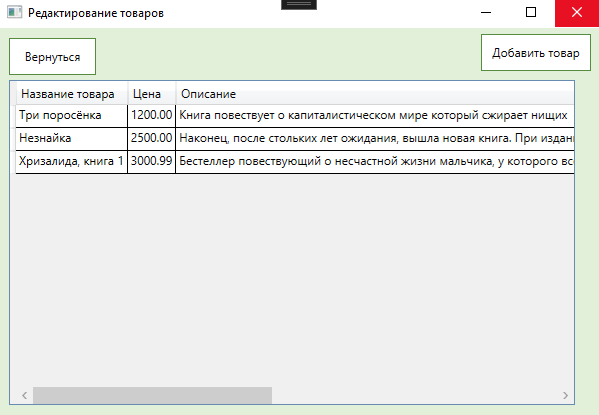 Редактирование товаров
Вернуться
Добавить товар
Название товара Цена Описание
Три поросёнка 1200.00 Книга повествует о капиталистическом мире который сжирает нищих
Незнайка 2500.00 Наконец, после стольких лет ожидания, вышла новая книга. При
Хризалида, книга 1 3000.99 Бестеллер повествующий о несчастной жизни мальчика, у которого